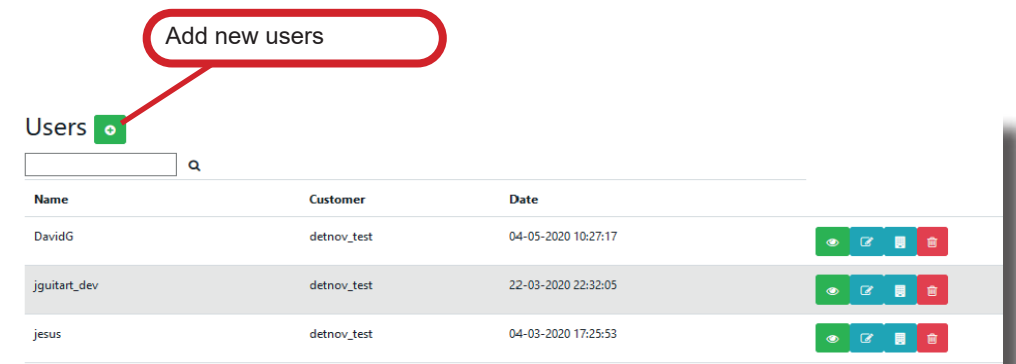 Add new users
Users
Name Customer Date
DavidG detnov_test 04-05-2020 10:27:17
jguitart_dev detnov_test 22-03-2020 22:32:05
jesus detnov_test 04-03-2020 17:25:53